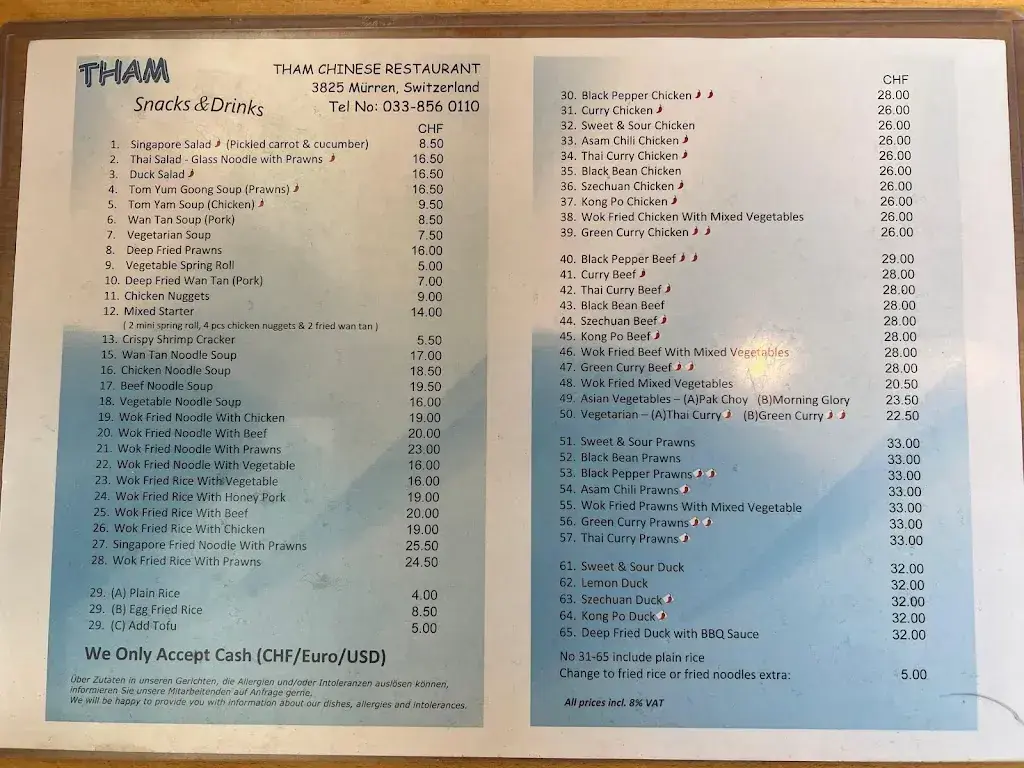 THAM
Snacks & Drinks
THAM CHINESE RESTAURANT
3825 Mürren, Switzerland
Tel No: 033-856 0110
CHF
1. Singapore Salad (Pickled carrot & cucumber) 8.50
2. Thai Salad - Glass Noodle with Prawns 16.50
3. Duck Salad 16.50
4. Tom Yum Goong Soup (Prawns) 16.50
5. Tom Yam Soup (Chicken) 9.50
6. Wan Tan Soup (Pork) 8.50
7. Vegetarian Soup 7.50
8. Deep Fried Prawns 16.00
9. Vegetable Spring Roll 5.00
10. Deep Fried Wan Tan (Pork) 7.00
11. Chicken Nuggets 9.00
12. Mixed Starter 14.00
( 2 mini spring roll, 4 pcs chicken nuggets & 2 fried wan tan )
13. Crispy Shrimp Cracker 5.50
15. Wan Tan Noodle Soup 17.00
16. Chicken Noodle Soup 18.50
17. Beef Noodle Soup 19.50
18. Vegetable Noodle Soup 16.00
19. Wok Fried Noodle With Chicken 19.00
20. Wok Fried Noodle With Beef 20.00
21. Wok Fried Noodle With Prawns 23.00
22. Wok Fried Noodle With Vegetable 16.00
23. Wok Fried Rice With Vegetable 16.00
24. Wok Fried Rice With Honey Pork 19.00
25. Wok Fried Rice With Beef 20.00
26. Wok Fried Rice With Chicken 19.00
27. Singapore Fried Noodle With Prawns 25.50
28. Wok Fried Rice With Prawns 24.50
29. (A) Plain Rice 4.00
29. (B) Egg Fried Rice 8.50
29. (C) Add Tofu 5.00
We Only Accept Cash (CHF/Euro/USD)
Über Zutaten in unseren Gerichten, die Allergien und/oder Intoleranzen auslösen können,
informieren Sie unsere Mitarbeitenden auf Anfrage gerne,
We will be happy to provide you with information about our dishes, allergies and intolerances.
CHF
30. Black Pepper Chicken 28.00
31. Curry Chicken 26.00
32. Sweet & Sour Chicken 26.00
33. Asam Chili Chicken 26.00
34. Thai Curry Chicken 26.00
35. Black Bean Chicken 26.00
36. Szechuan Chicken 26.00
37. Kong Po Chicken 26.00
38. Wok Fried Chicken With Mixed Vegetables 26.00
39. Green Curry Chicken 26.00
40. Black Pepper Beef 29.00
41. Curry Beef 28.00
42. Thai Curry Beef 28.00
43. Black Bean Beef 28.00
44. Szechuan Beef 28.00
45. Kong Po Beef 28.00
46. Wok Fried Beef With Mixed Vegetables 28.00
47. Green Curry Beef 28.00
48. Wok Fried Mixed Vegetables 20.50
49. Asian Vegetables – (A)Pak Choy (B)Morning Glory 23.50
50. Vegetarian – (A)Thai Curry (B)Green Curry 22.50
51. Sweet & Sour Prawns 33.00
52. Black Bean Prawns 33.00
53. Black Pepper Prawns 33.00
54. Asam Chili Prawns 33.00
55. Wok Fried Prawns With Mixed Vegetable 33.00
56. Green Curry Prawns 33.00
57. Thai Curry Prawns 33.00
61. Sweet & Sour Duck 32.00
62. Lemon Duck 32.00
63. Szechuan Duck 32.00
64. Kong Po Duck 32.00
65. Deep Fried Duck with BBQ Sauce 32.00
No 31-65 include plain rice
Change to fried rice or fried noodles extra: 5.00
All prices incl. 8% VAT